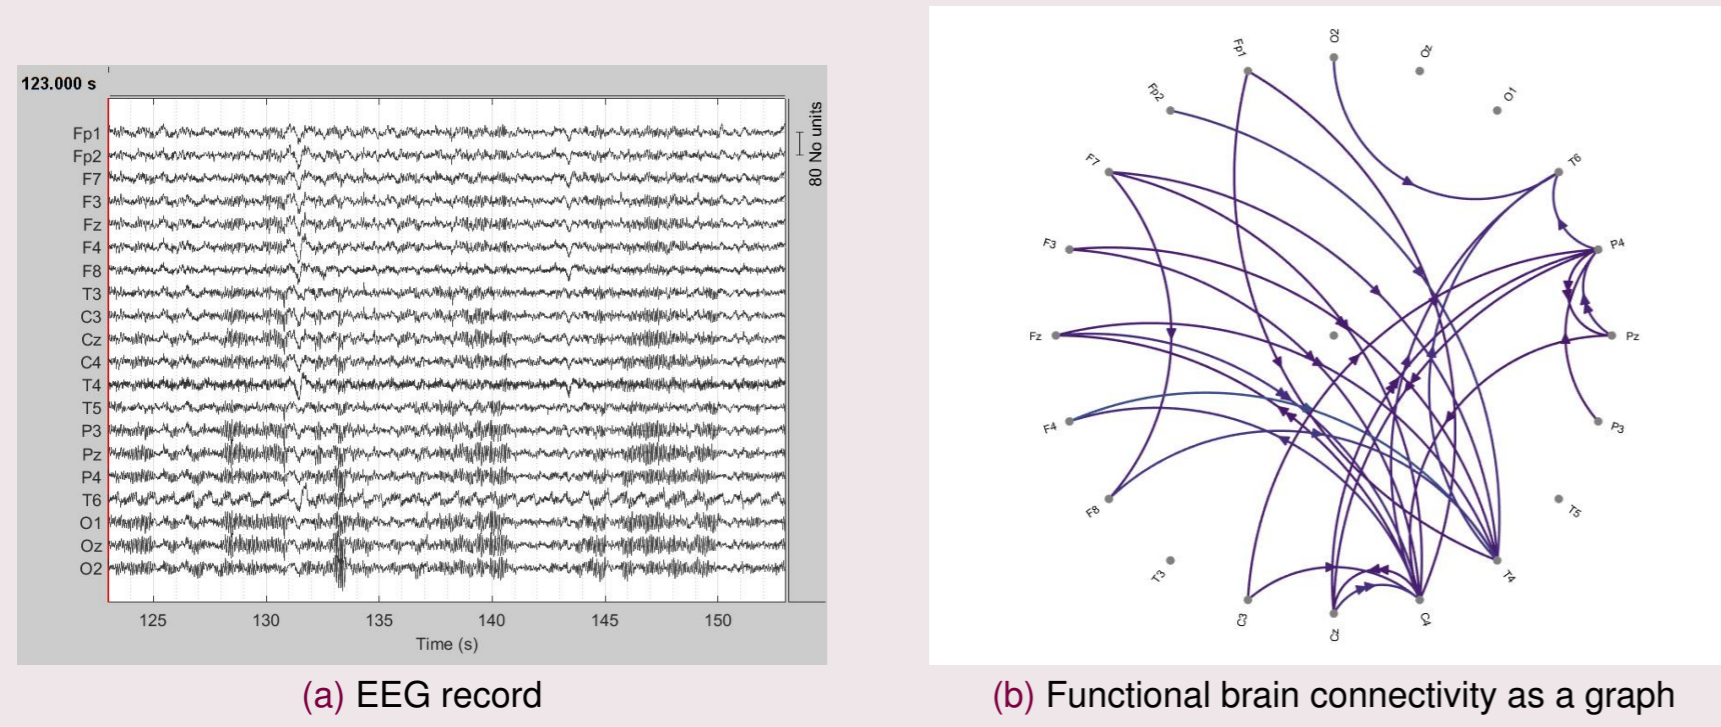 123.000 s
80 No units
Fp1
Fp2
F7
F3
Fz
F4
F8
T3
C3
Cz
C4
T4
T5
P3
Pz
P4
T6
O1
Oz
O2
125 130 135 140 145 150
Time (s)
(a) EEG record
O2
Oz
Fp1
O1
Fp2
T6
F7
P4
F3
Pz
Fz
P3
F4
T5
F8
T4
T3
C4
C3
Cz
(b) Functional brain connectivity as a graph